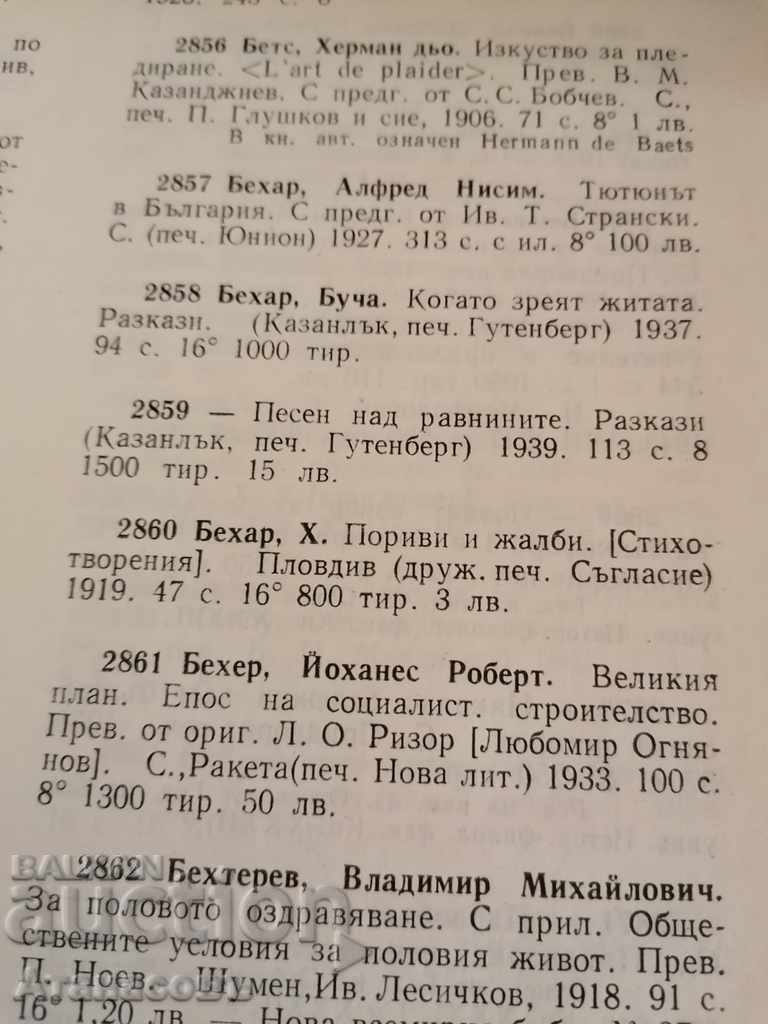 по
ив,
от
2856 Бетс, Херман дьо. Изкуство за пле-
диране. <L'art de plaider>. Прев. В. М.
Казанджиев. С предг. от С. С. Бобчев. С.,
печ. П. Глушков и сие, 1906. 71 с. 8° 1 лв.
В кн. авт. означен Hermann de Baets
2857 Бехар, Алфред Нисим. Тютюнът
в България. С предг. от Ив. Т. Странски.
С. (печ. Юнион) 1927. 313 с. с ил. 8° 100 лв.
2858 Бехар, Буча. Когато зреят житата.
Разкази. (Казанлък, печ. Гутенберг) 1937.
94 с. 16° 1000 тир.
2859 — Песен над равнините. Разкази
(Казанлък, печ. Гутенберг) 1939. 113 с. 8
1500 тир. 15 лв.
2860 Бехар, Х. Пориви и жалби. [Стихо-
творения]. Пловдив (друж. печ. Съгласие)
1919. 47 с. 16° 800 тир. 3 лв.
2861 Бехер, Йоханес Роберт. Великия
план. Епос на социалист. строителство.
Прев. от ориг. Л. О. Ризор [Любомир Огня-
нов]. С., Ракета (печ. Нова лит.) 1933. 100 с.
8° 1300 тир. 50 лв.
2862 Бехтерев, Владимир Михайлович.
За половото оздравяване. С прил. Обще-
ствените условия за половия живот. Прев.
П. Ноев. Шумен, Ив. Лесичков, 1918. 91 с.
16° 1.20 лв. — Нова
BALKAN
auction